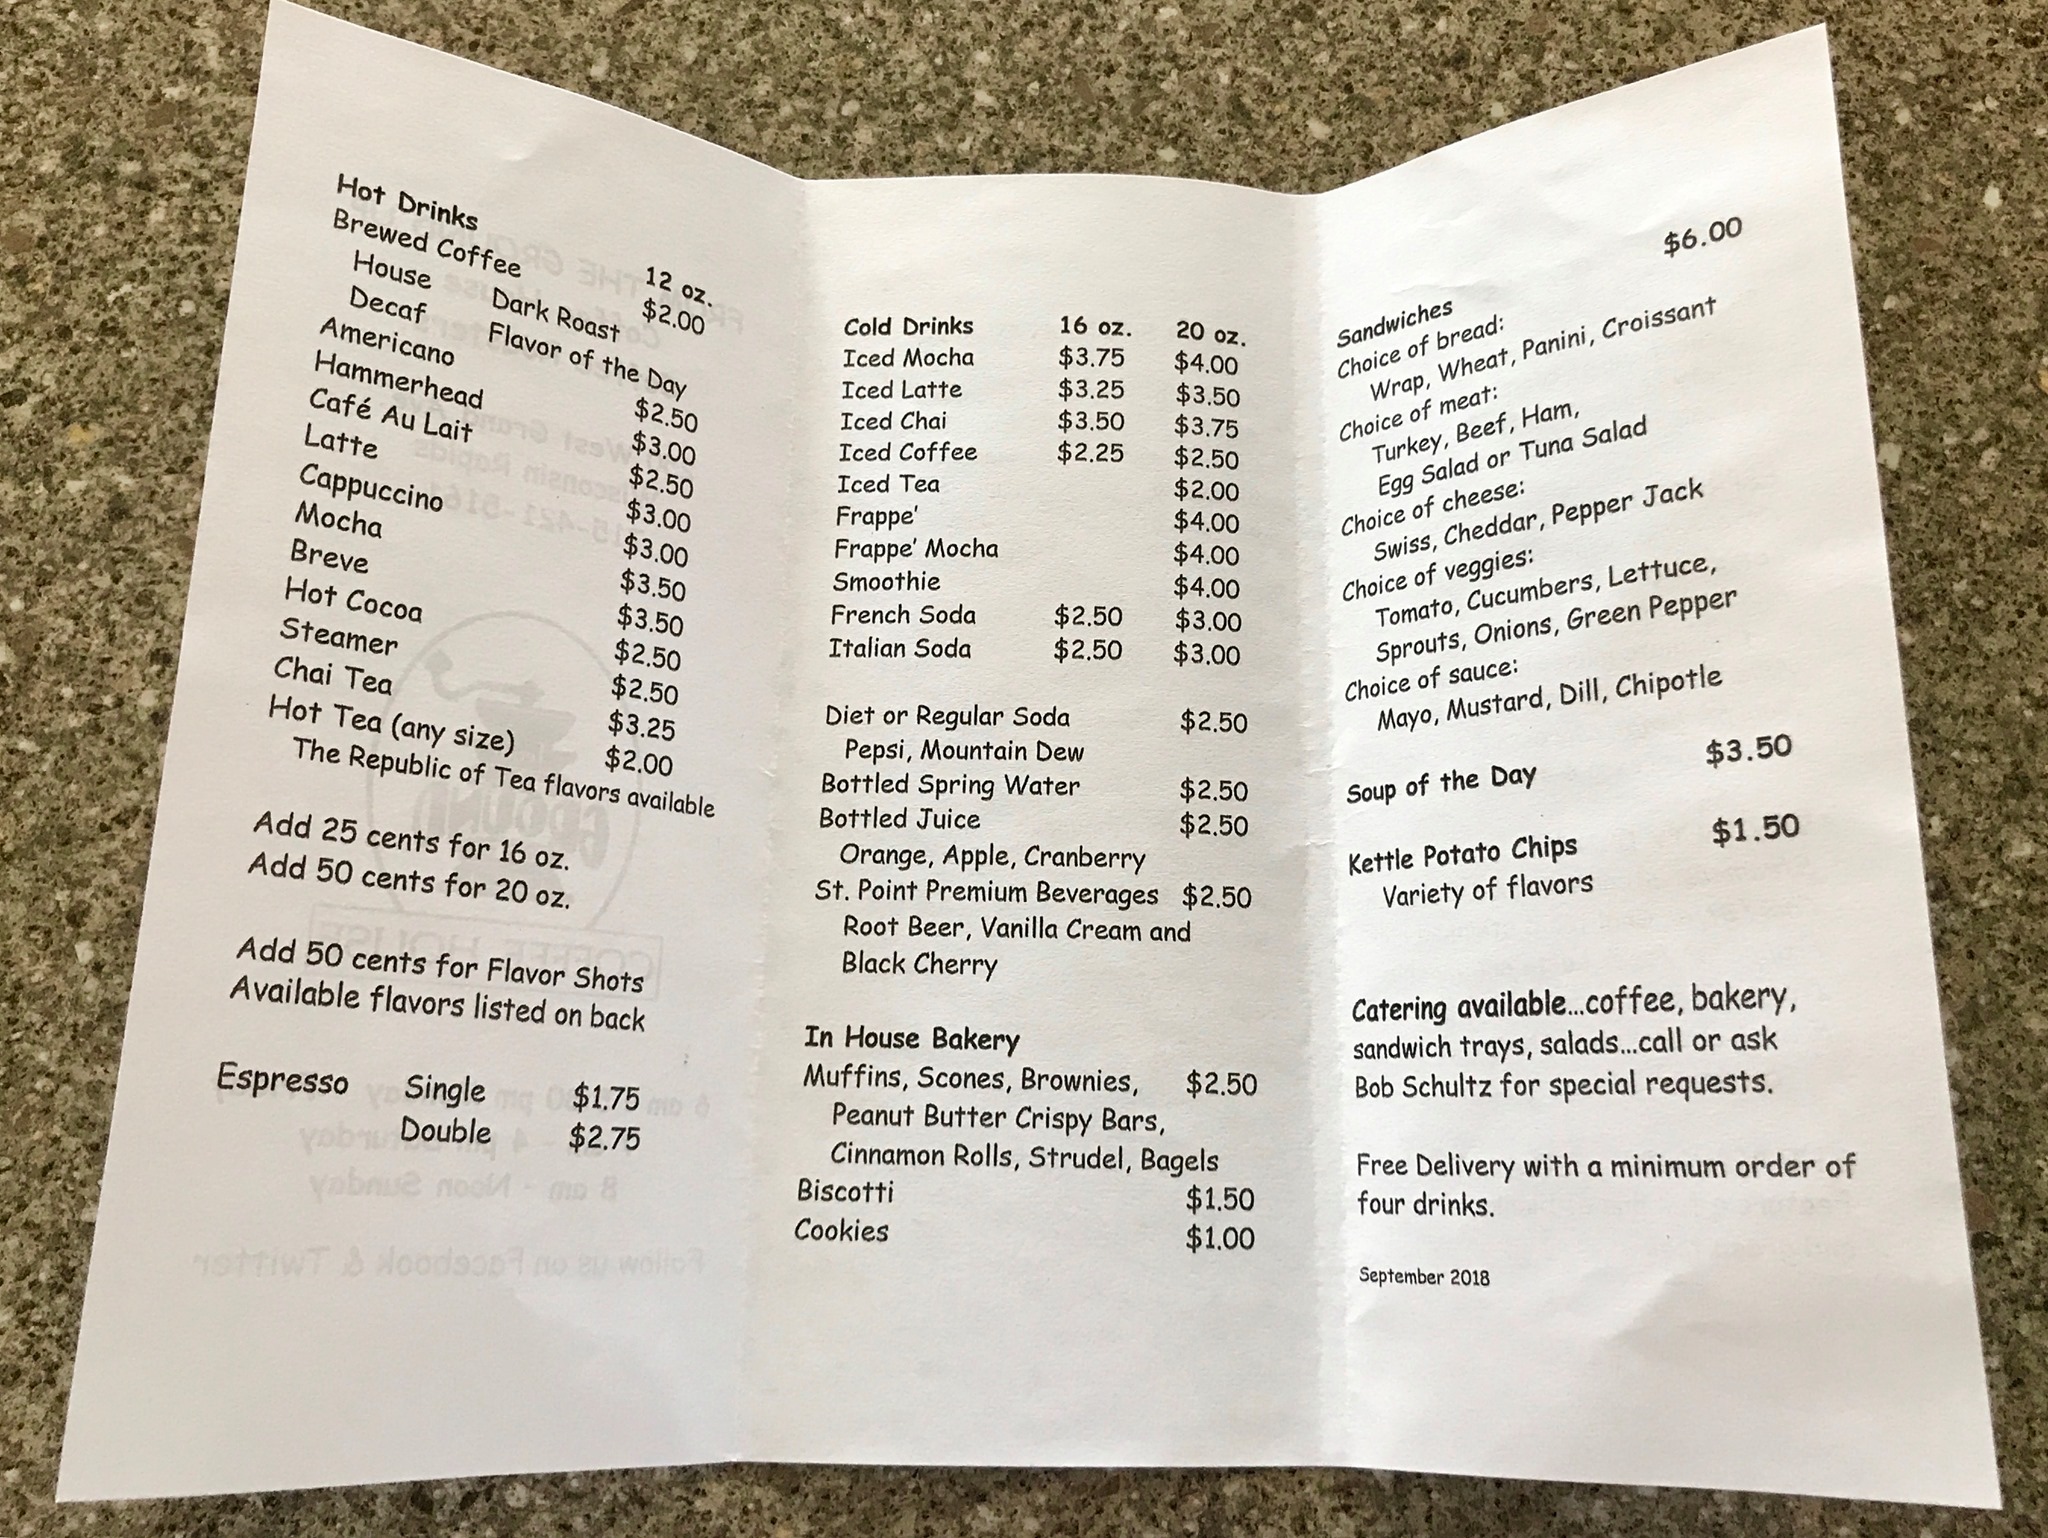 Hot Drinks 12 oz.
Brewed Coffee $2.00
House Dark Roast
Decaf Flavor of the Day
Americano $2.50
Hammerhead $3.00
Café Au Lait $2.50
Latte $3.00
Cappuccino $3.00
Mocha $3.50
Breve $3.50
Hot Cocoa $2.50
Steamer $2.50
Chai Tea $3.25
Hot Tea (any size) $2.00
The Republic of Tea flavors available
Add 25 cents for 16 oz.
Add 50 cents for 20 oz.
Add 50 cents for Flavor Shots
Available flavors listed on back
Espresso Single $1.75
Double $2.75
Cold Drinks 16 oz. 20 oz.
Iced Mocha $3.75 $4.00
Iced Latte $3.25 $3.50
Iced Chai $3.50 $3.75
Iced Coffee $2.25 $2.50
Iced Tea $2.00
Frappe' $4.00
Frappe' Mocha $4.00
Smoothie $4.00
French Soda $2.50 $3.00
Italian Soda $2.50 $3.00
Diet or Regular Soda $2.50
Pepsi, Mountain Dew
Bottled Spring Water $2.50
Bottled Juice $2.50
Orange, Apple, Cranberry
St. Point Premium Beverages $2.50
Root Beer, Vanilla Cream and
Black Cherry
In House Bakery
Muffins, Scones, Brownies, $2.50
Peanut Butter Crispy Bars,
Cinnamon Rolls, Strudel, Bagels
Biscotti $1.50
Cookies $1.00
Sandwiches $6.00
Choice of bread:
Wrap, Wheat, Panini, Croissant
Choice of meat:
Turkey, Beef, Ham,
Egg Salad or Tuna Salad
Choice of cheese:
Swiss, Cheddar, Pepper Jack
Choice of veggies:
Tomato, Cucumbers, Lettuce,
Sprouts, Onions, Green Pepper
Choice of sauce:
Mayo, Mustard, Dill, Chipotle
Soup of the Day $3.50
Kettle Potato Chips $1.50
Variety of flavors
Catering available...coffee, bakery,
sandwich trays, salads...call or ask
Bob Schultz for special requests.
Free Delivery with a minimum order of
four drinks.
September 2018